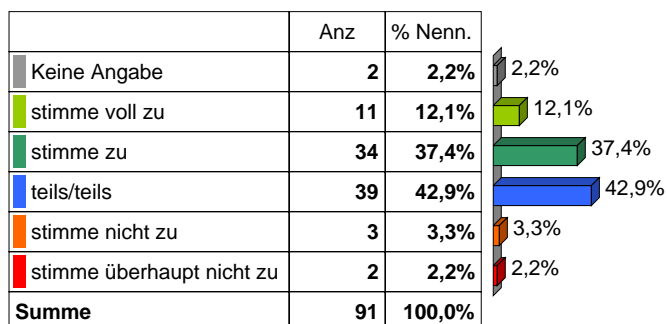 Anz % Nenn.
Keine Angabe 2 2,2% 2,2%
stimme voll zu 11 12,1% 12,1%
stimme zu 34 37,4% 37,4%
teils/teils 39 42,9% 42,9%
stimme nicht zu 3 3,3% 3,3%
stimme überhaupt nicht zu 2 2,2% 2,2%
Summe 91 100,0%